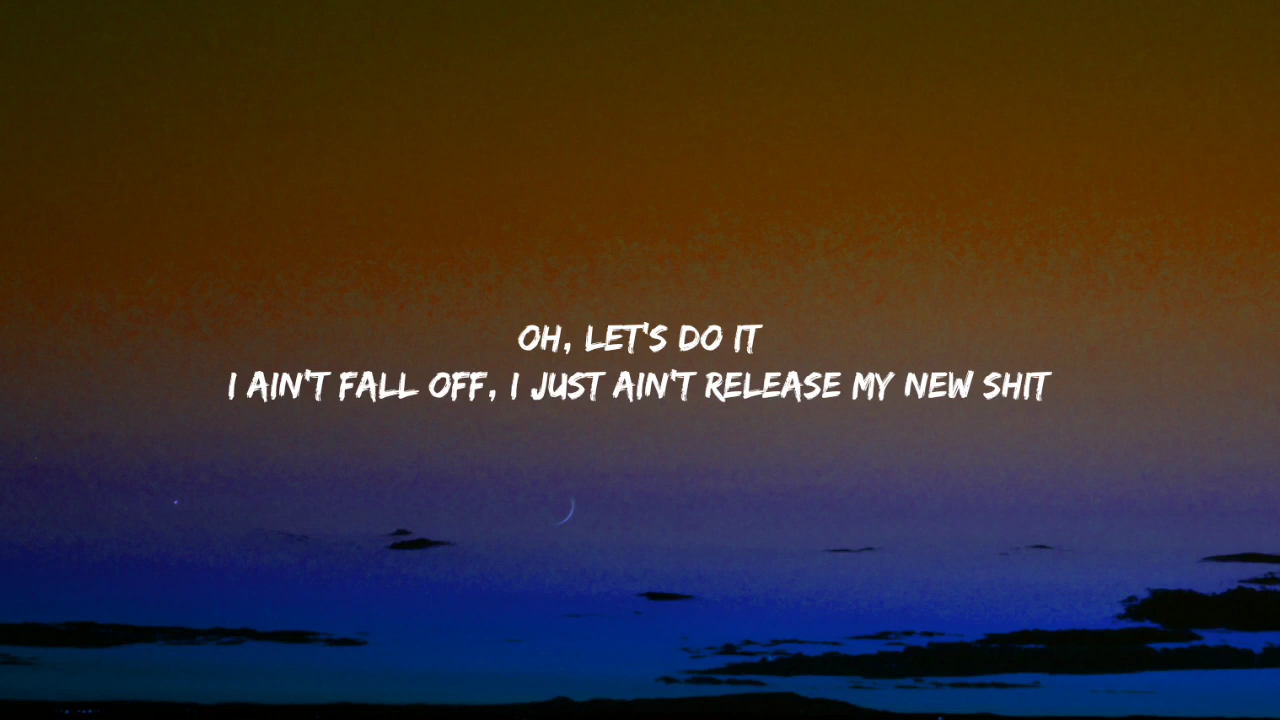 OH, LET'S DO IT
I AIN'T FALL OFF, I JUST AIN'T RELEASE MY NEW SHIT